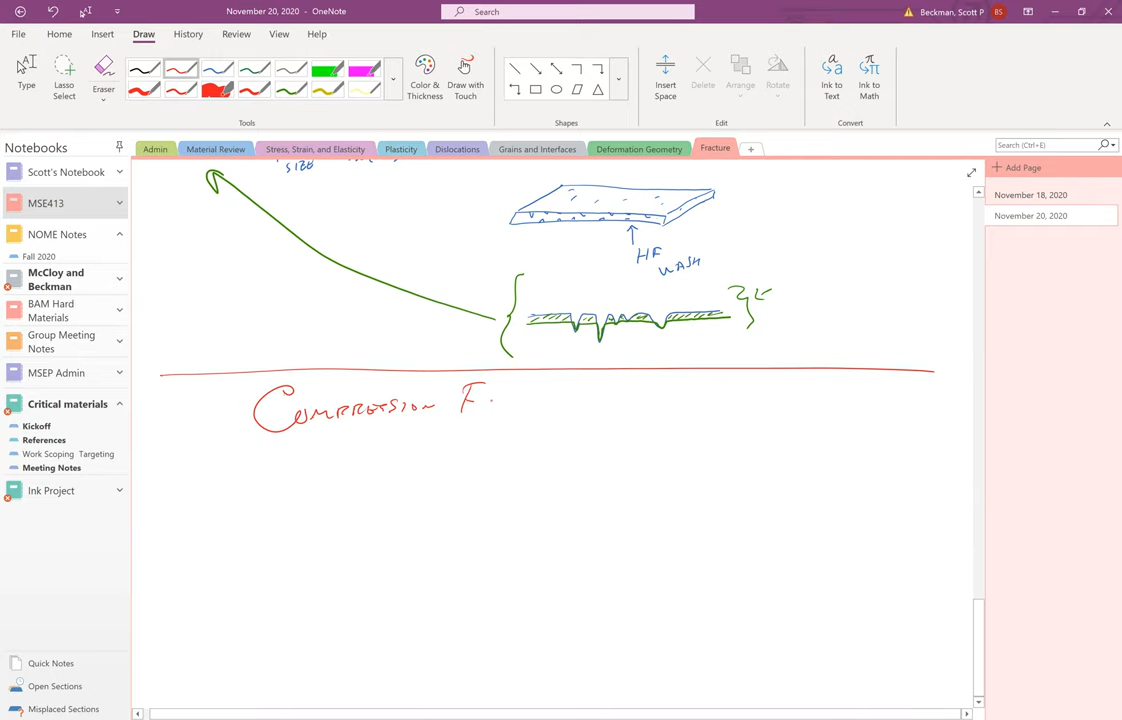 November 20, 2020 - OneNote
Search
Beckman, Scott P
BS
File Home Insert Draw History Review View Help
Type
Lasso Select
Eraser
Color & Thickness
Draw with Touch
Insert Space
Delete
Arrange
Rotate
Ink to Text
Ink to Math
Tools
Shapes
Edit
Convert
Notebooks
Admin Material Review Stress, Strain, and Elasticity Plasticity Dislocations Grains and Interfaces Deformation Geometry Fracture
Search (Ctrl+E)
Scott's Notebook
MSE413
NOME Notes
Fall 2020
McCloy and Beckman
BAM Hard Materials
Group Meeting Notes
MSEP Admin
Critical materials
Kickoff
References
Work Scoping Targeting
Meeting Notes
Ink Project
Quick Notes
Open Sections
Misplaced Sections
SIZE
HF
WASH
COMPRESSION F
Add Page
November 18, 2020
November 20, 2020